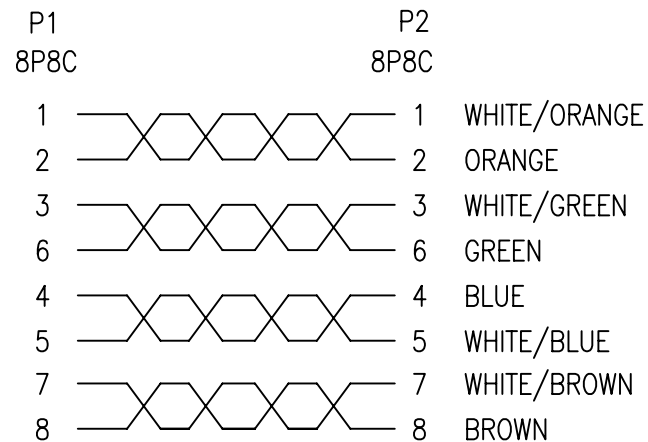 P1 P2
8P8C 8P8C
1 1 WHITE/ORANGE
2 2 ORANGE
3 3 WHITE/GREEN
6 6 GREEN
4 4 BLUE
5 5 WHITE/BLUE
7 7 WHITE/BROWN
8 8 BROWN